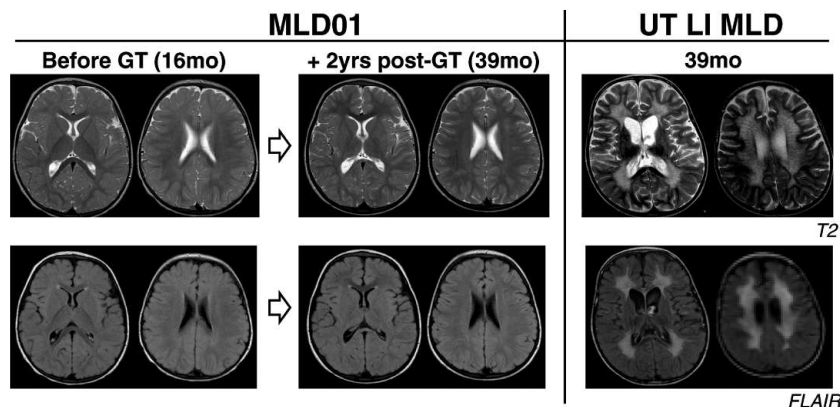 MLD01
UT LI MLD
Before GT (16mo)
+ 2yrs post-GT (39mo)
39mo
T2
FLAIR